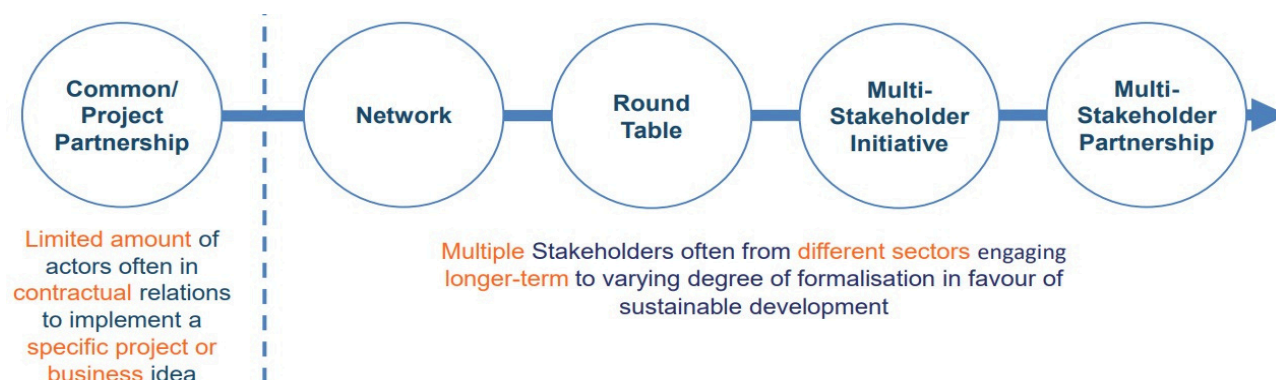 Common/
Project
Partnership
Network
Round
Table
Multi-
Stakeholder
Initiative
Multi-
Stakeholder
Partnership
Limited amount of
actors often in
contractual relations
to implement a
specific project or
business idea
Multiple Stakeholders often from different sectors engaging
longer-term to varying degree of formalisation in favour of
sustainable development